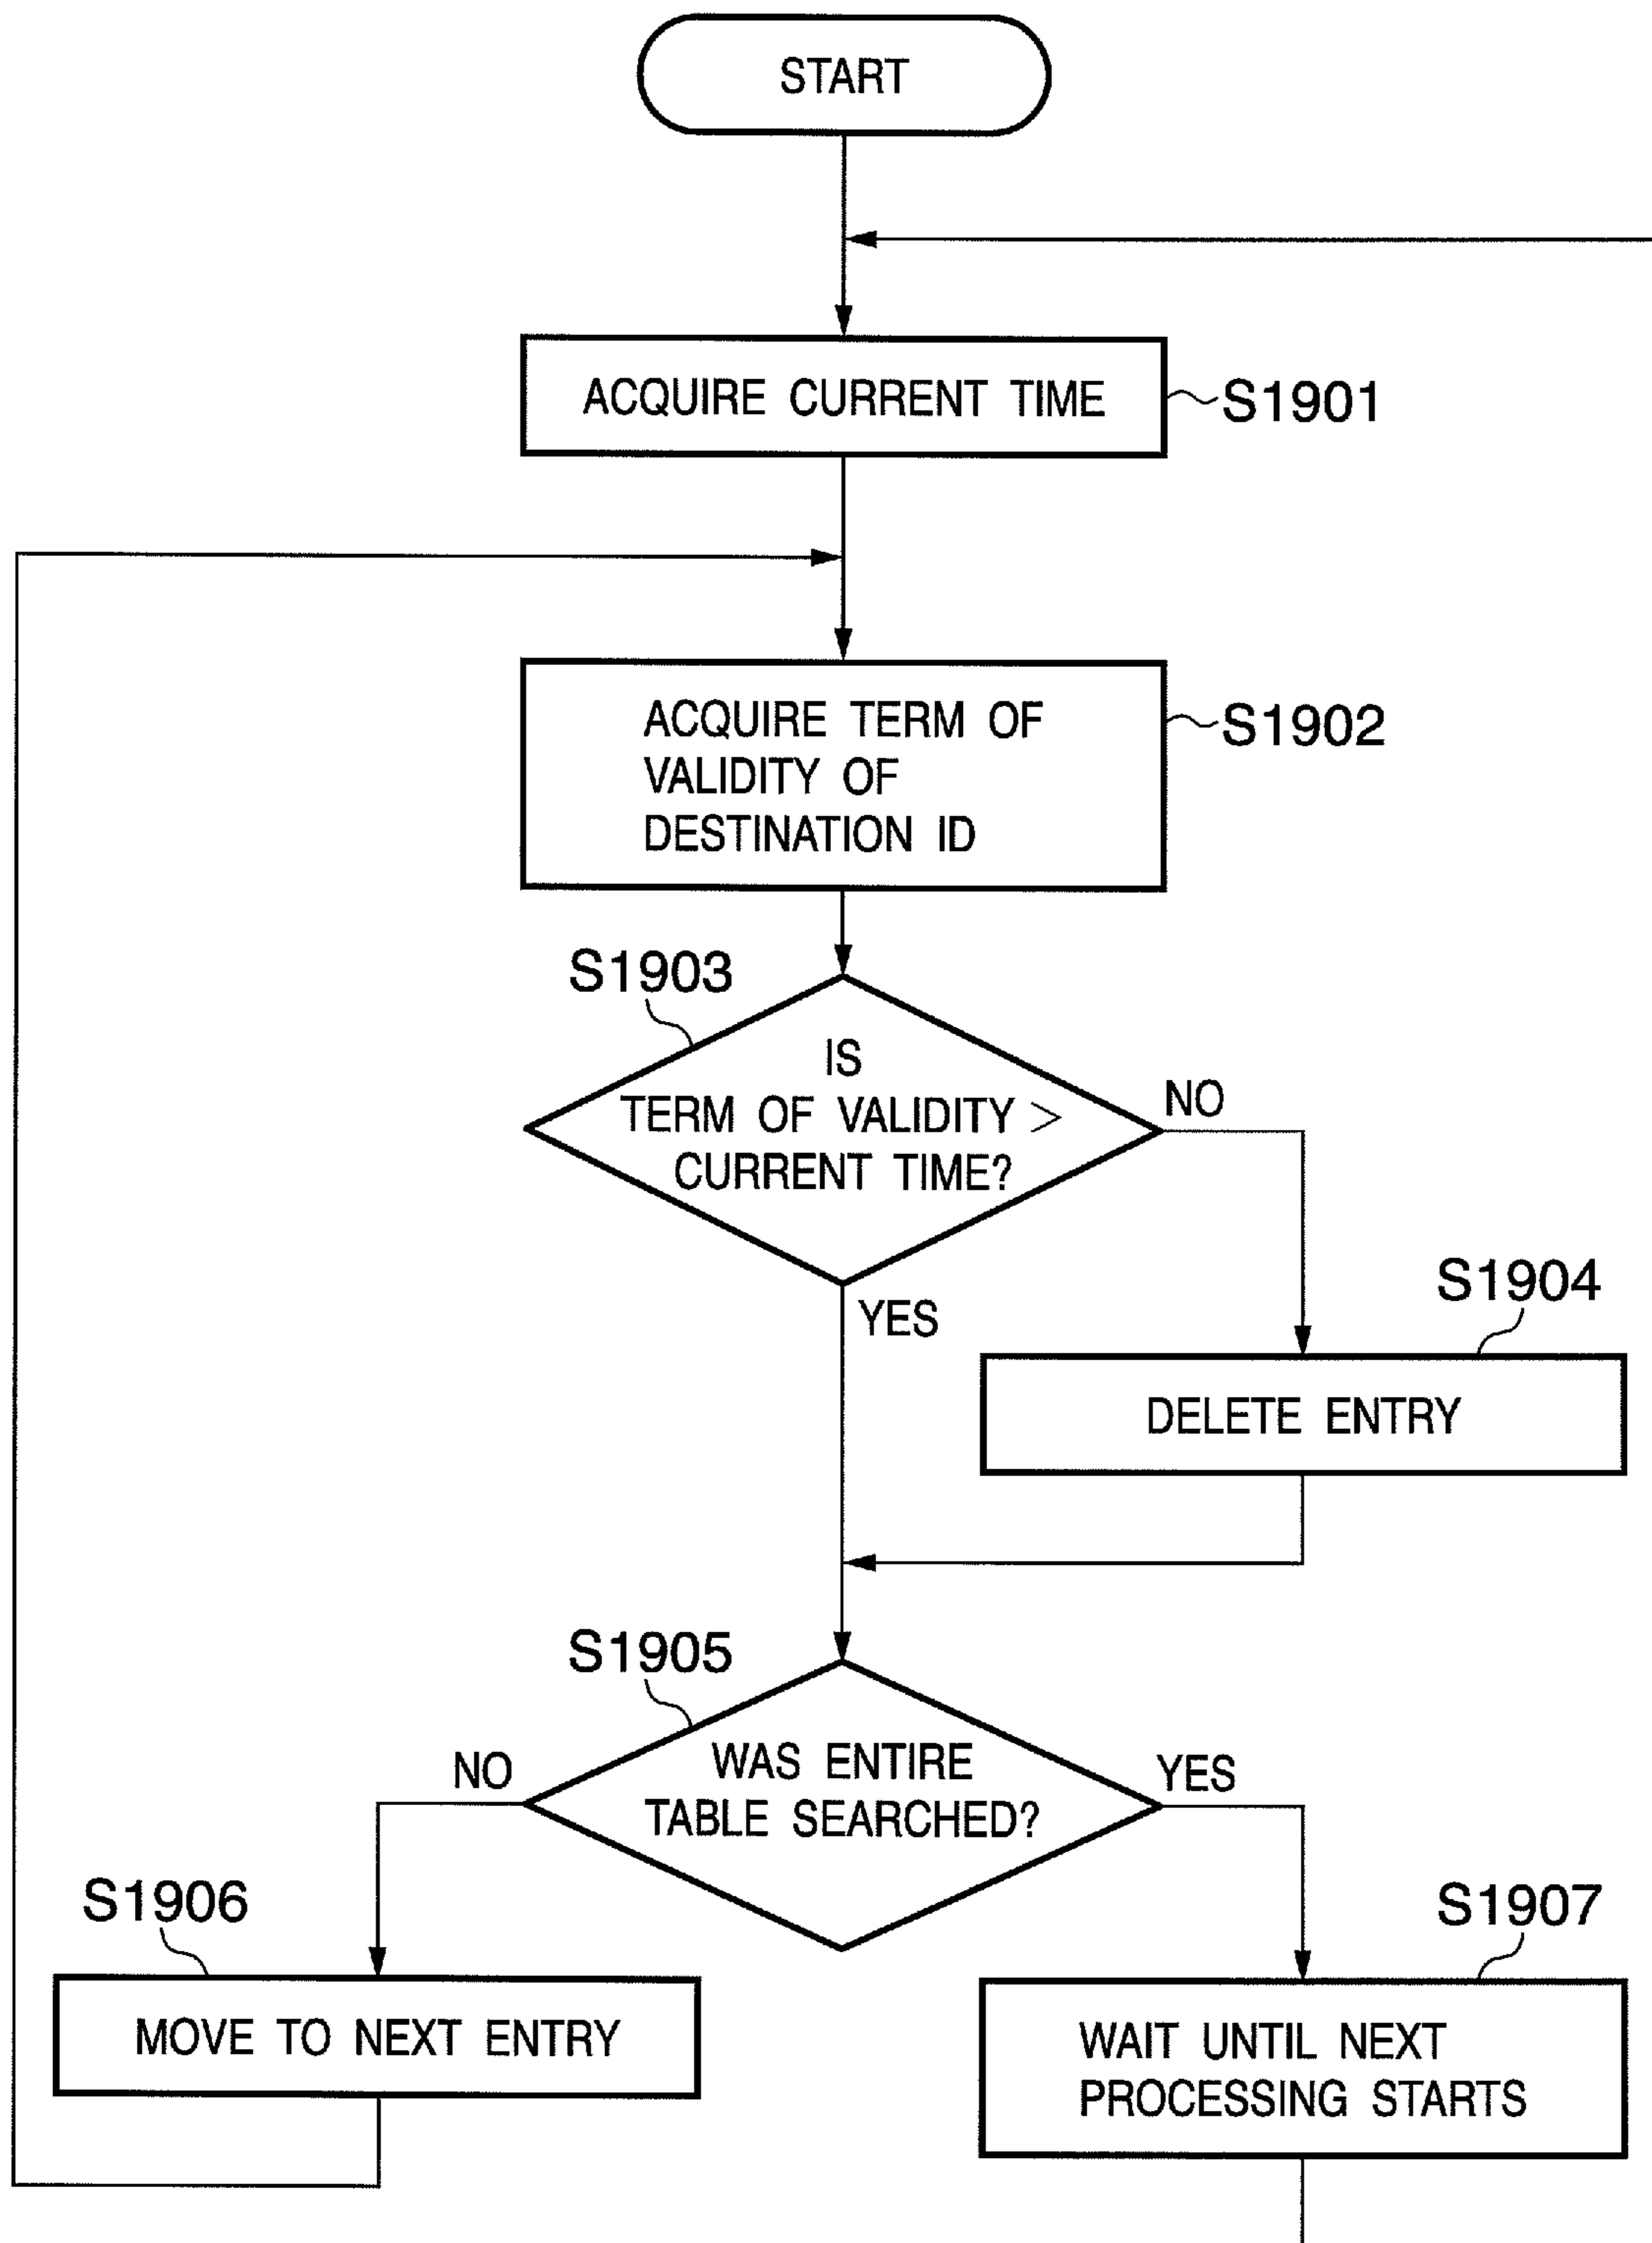 START
ACQUIRE CURRENT TIME
S1901
ACQUIRE TERM OF
VALIDITY OF
DESTINATION ID
S1902
S1903
IS
TERM OF VALIDITY >
CURRENT TIME?
NO
YES
S1904
DELETE ENTRY
S1905
WAS ENTIRE
TABLE SEARCHED?
NO
YES
S1906
MOVE TO NEXT ENTRY
S1907
WAIT UNTIL NEXT
PROCESSING STARTS